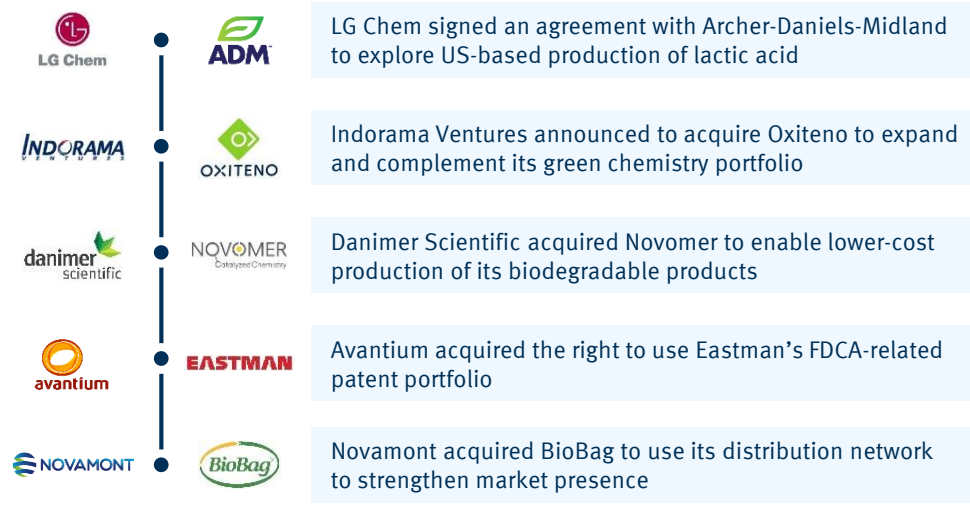 LG Chem
ADM
LG Chem signed an agreement with Archer-Daniels-Midland
to explore US-based production of lactic acid
INDORAMA
VENTURES
OXITENO
Indorama Ventures announced to acquire Oxiteno to expand
and complement its green chemistry portfolio
danimer
scientific
NOVOMER
Catalyzed Chemistry
Danimer Scientific acquired Novomer to enable lower-cost
production of its biodegradable products
avantium
EASTMAN
Avantium acquired the right to use Eastman’s FDCA-related
patent portfolio
NOVAMONT
BioBag
Novamont acquired BioBag to use its distribution network
to strengthen market presence